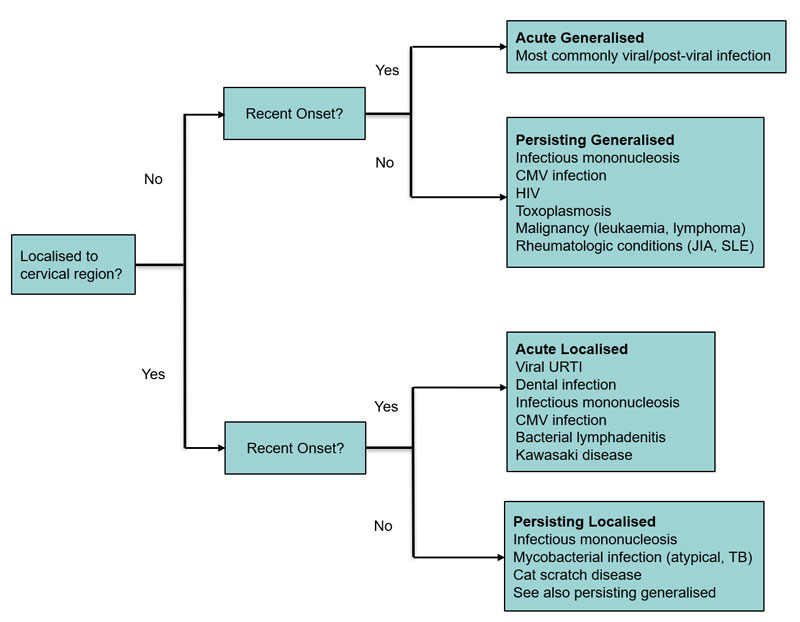 Localised to
cervical region?
No
Yes
Recent Onset?
Yes
No
Acute Generalised
Most commonly viral/post-viral infection
Persisting Generalised
Infectious mononucleosis
CMV infection
HIV
Toxoplasmosis
Malignancy (leukaemia, lymphoma)
Rheumatologic conditions (JIA, SLE)
Recent Onset?
Yes
No
Acute Localised
Viral URTI
Dental infection
Infectious mononucleosis
CMV infection
Bacterial lymphadenitis
Kawasaki disease
Persisting Localised
Infectious mononucleosis
Mycobacterial infection (atypical, TB)
Cat scratch disease
See also persisting generalised